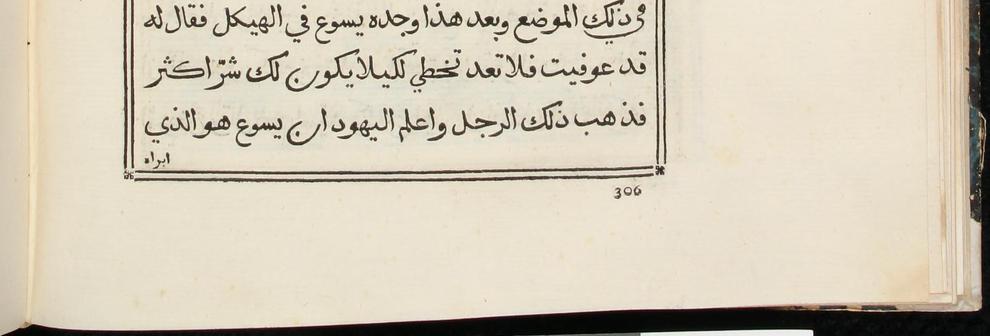 في ذلك الموضع وبعد هذا وجده يسوع في الهيكل فقال له
قد عوفيت فلا تعد تخطي لكيلا يكون لك شرّ اكثر
فذهب ذلك الرجل واعلم اليهود ان يسوع هو الذي
ابراه
306